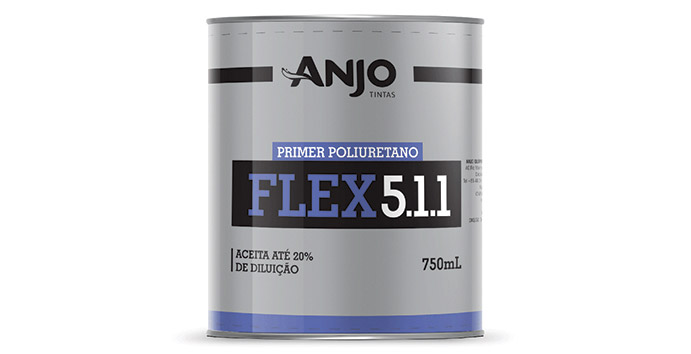 ANJO
TINTAS
PRIMER POLIURETANO
FLEX 5.1.1
ACEITA ATÉ 20%
DE DILUIÇÃO
750mL